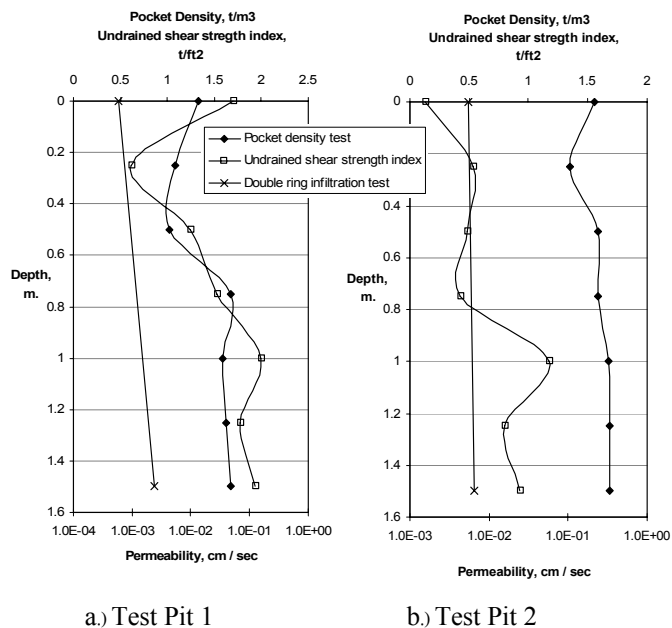 Pocket Density, t/m3
Undrained shear stregth index,
t/ft2
0 0.5 1 1.5 2 2.5
Pocket Density, t/m3
Undrained shear stregth index,
t/ft2
0 0.5 1 1.5 2
Pocket density test
Undrained shear strength index
Double ring infiltration test
0
0.2
0.4
0.6
Depth,
m.
0.8
1
1.2
1.4
1.6
1.0E-04 1.0E-03 1.0E-02 1.0E-01 1.0E+00
Permeability, cm / sec
0
0.2
0.4
0.6
Depth,
m.
0.8
1
1.2
1.4
1.6
1.0E-03 1.0E-02 1.0E-01 1.0E+00
Permeability, cm / sec
a.) Test Pit 1
b.) Test Pit 2